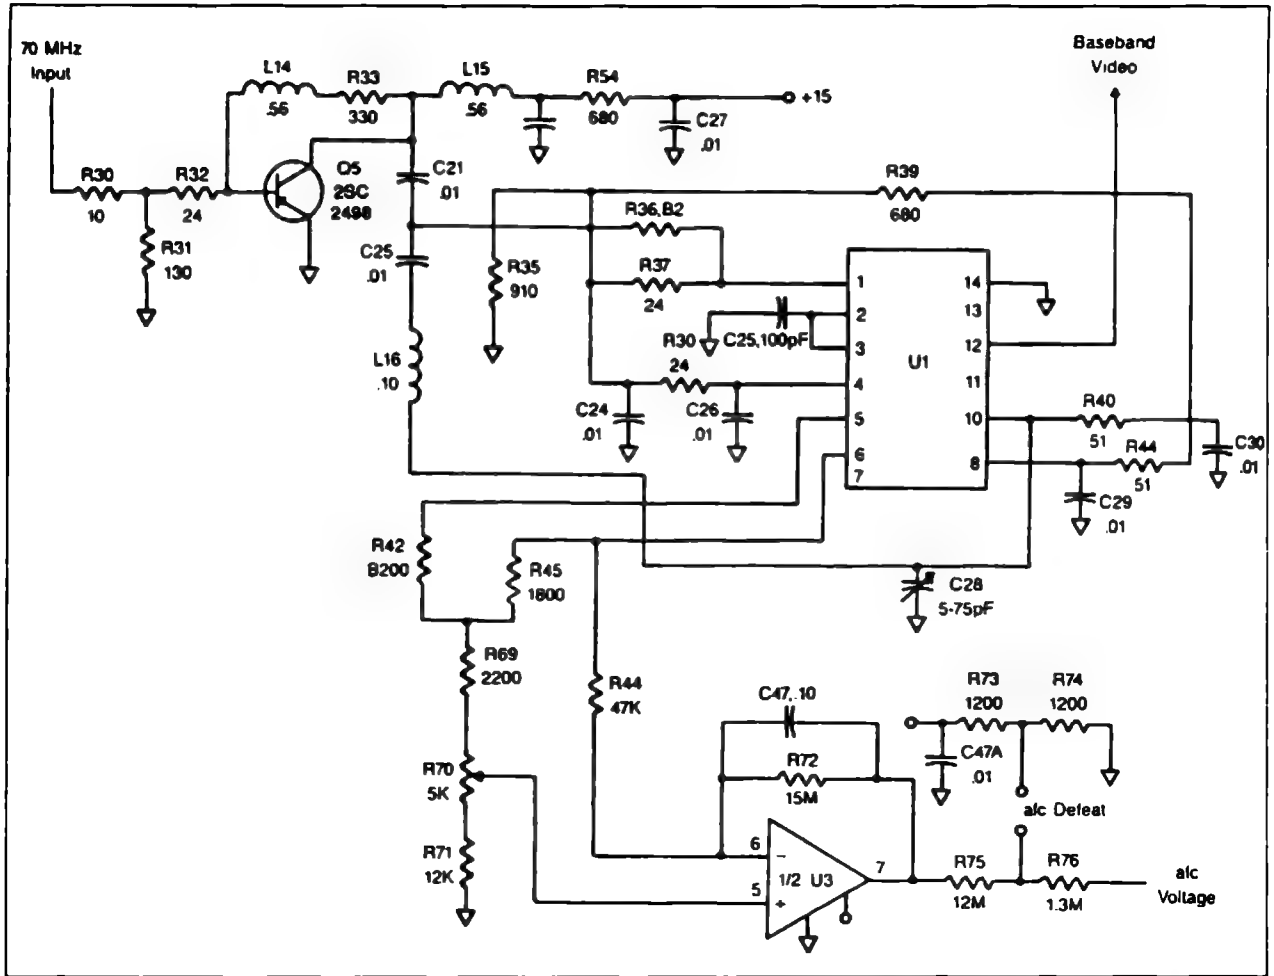 70 MHz
Input
L14
.56
R33
330
L15
.56
R54
680
+15
C27
.01
Baseband
Video
R30
10
R32
24
R31
130
Q5
2SC
2498
C21
.01
C25
.01
R39
680
R36,B2
R37
24
R35
910
C25,100pF
R30
24
C24
.01
C26
.01
L16
.10
U1
1
2
3
4
5
6
7
14
13
12
11
10
8
R40
51
R44
51
C30
.01
C29
.01
R42
B200
R45
1800
C28
5-75pF
R69
2200
R44
47K
R70
5K
R71
12K
C47,.10
R72
15M
R73
1200
R74
1200
C47A
.01
afc Defeat
6
5
7
1/2 U3
−
+
R75
12M
R76
1.3M
afc
Voltage